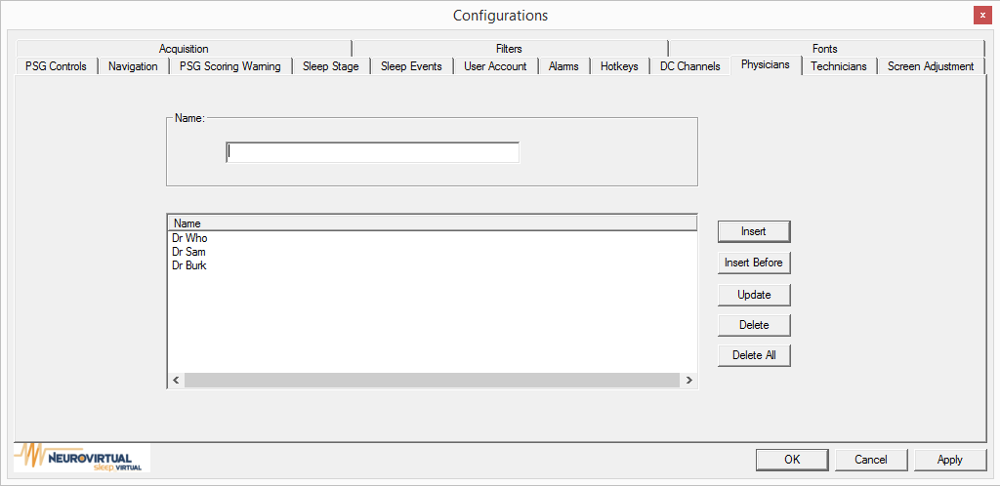 Configurations
x
Acquisition Filters Fonts
PSG Controls Navigation PSG Scoring Warning Sleep Stage Sleep Events User Account Alarms Hotkeys DC Channels Physicians Technicians Screen Adjustment
Name:
Name
Dr Who
Dr Sam
Dr Burk
Insert
Insert Before
Update
Delete
Delete All
NEUROVIRTUAL
sleep VIRTUAL
OK Cancel Apply